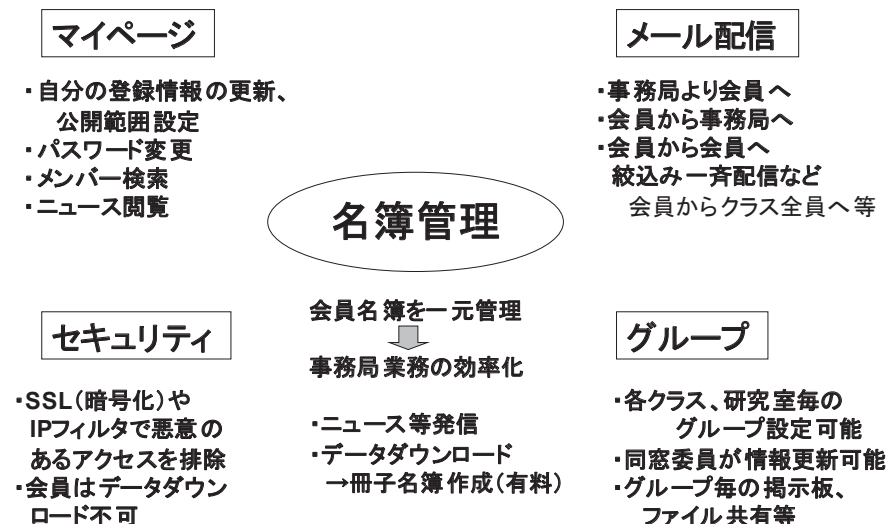 マイページ
・自分の登録情報の更新、
公開範囲設定
・パスワード変更
・メンバー検索
・ニュース閲覧
メール配信
・事務局より会員へ
・会員から事務局へ
・会員から会員へ
絞込み一斉配信など
会員からクラス全員へ等
名簿管理
会員名簿を一元管理
事務局業務の効率化
・ニュース等発信
・データダウンロード
→冊子名簿作成(有料)
セキュリティ
・SSL(暗号化)や
IPフィルタで悪意の
あるアクセスを排除
・会員はデータダウン
ロード不可
グループ
・各クラス、研究室毎の
グループ設定可能
・同窓委員が情報更新可能
・グループ毎の掲示板、
ファイル共有等